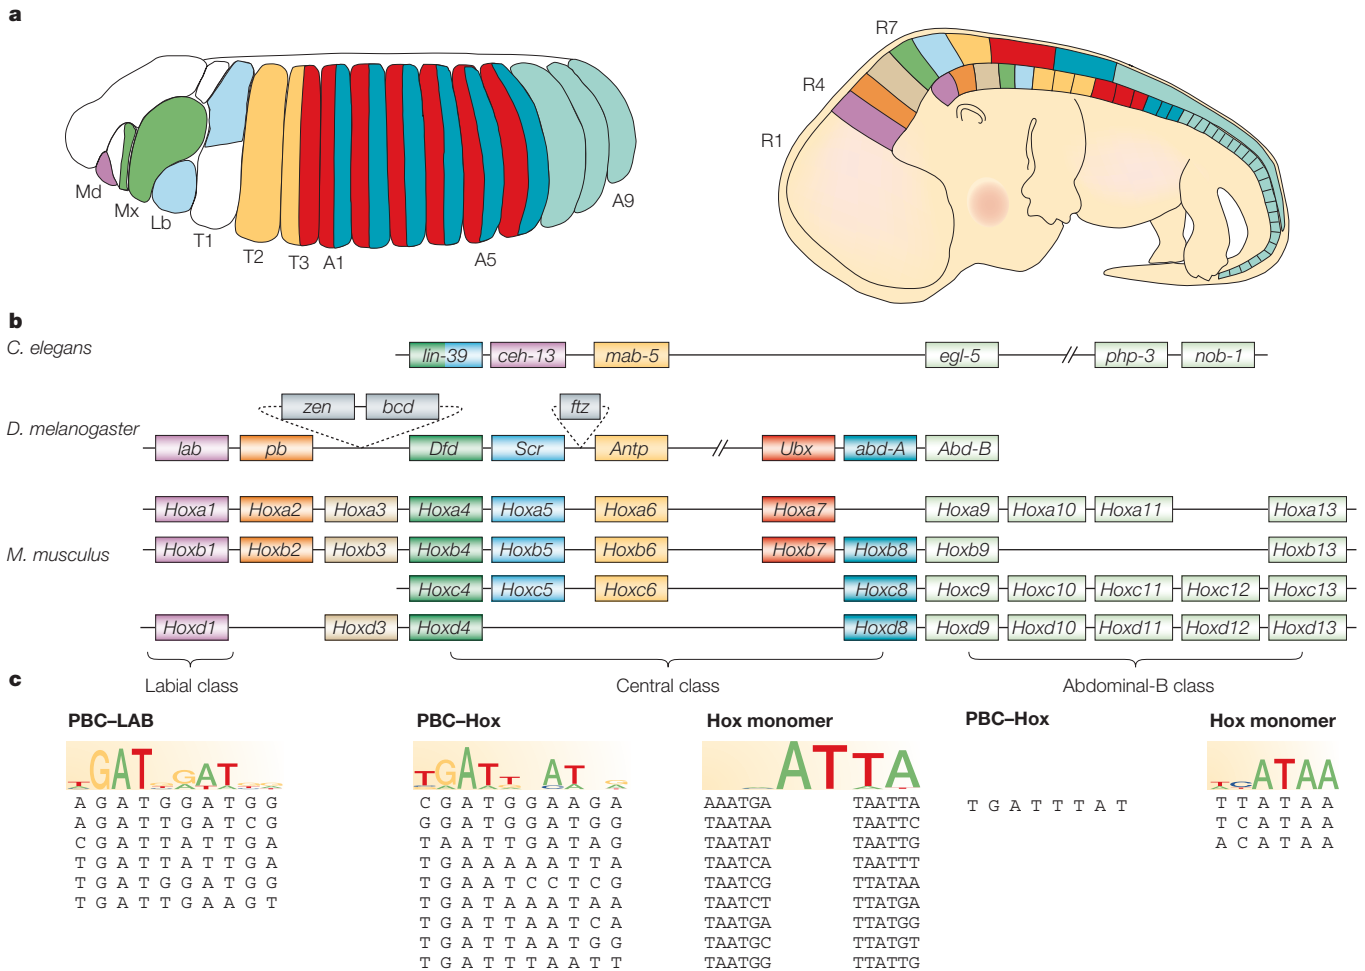 a
R7
R4
R1
Md
Mx
Lb
T1
T2
T3
A1
A5
A9
b
C. elegans
lin-39 ceh-13 mab-5 egl-5 php-3 nob-1
zen bcd ftz
D. melanogaster
lab pb Dfd Scr Antp Ubx abd-A Abd-B
Hoxa1 Hoxa2 Hoxa3 Hoxa4 Hoxa5 Hoxa6 Hoxa7 Hoxa9 Hoxa10 Hoxa11 Hoxa13
M. musculus
Hoxb1 Hoxb2 Hoxb3 Hoxb4 Hoxb5 Hoxb6 Hoxb7 Hoxb8 Hoxb9 Hoxb13
Hoxc4 Hoxc5 Hoxc6 Hoxc8 Hoxc9 Hoxc10 Hoxc11 Hoxc12 Hoxc13
Hoxd1 Hoxd3 Hoxd4 Hoxd8 Hoxd9 Hoxd10 Hoxd11 Hoxd12 Hoxd13
Labial class Central class Abdominal-B class
c
PBC–LAB
A G A T G G A T G G
A G A T T G A T C G
C G A T T A T T G A
T G A T T A T T G A
T G A T G G A T G G
T G A T T G A A G T
PBC–Hox
C G A T G G A A G A
G G A T G G A T G G
T A A T T G A T A G
T G A A A A T T G A
T G A A T C C T C G
T G A T A A T T A G
T G A T T A A T C A
T G A T T A A T G G
T G A T T T A A T T
Hox monomer
ATTA
AAATGA TAATTA
TAATAA TAATTC
TAATAT TAATTG
TAATCA TAATTT
TAATCG TTATAA
TAATCT TTATGA
TAATGA TTATGG
TAATGC TTATGT
TAATGG TTATTG
PBC–Hox
T G A T T T A T
Hox monomer
ATAA
T T A T A A
T C A T A A
A C A T A A